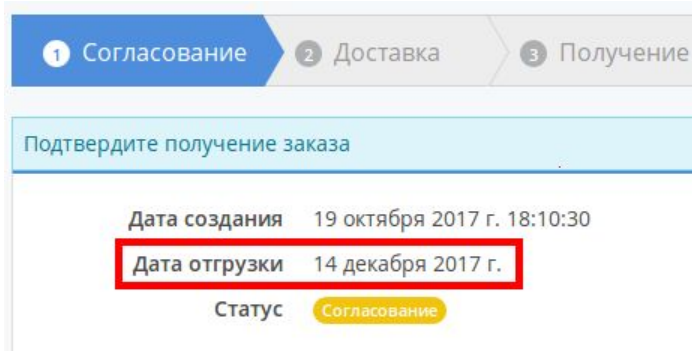 1 Согласование 2 Доставка 3 Получение
Подтвердите получение заказа
Дата создания 19 октября 2017 г. 18:10:30
Дата отгрузки 14 декабря 2017 г.
Статус Согласование